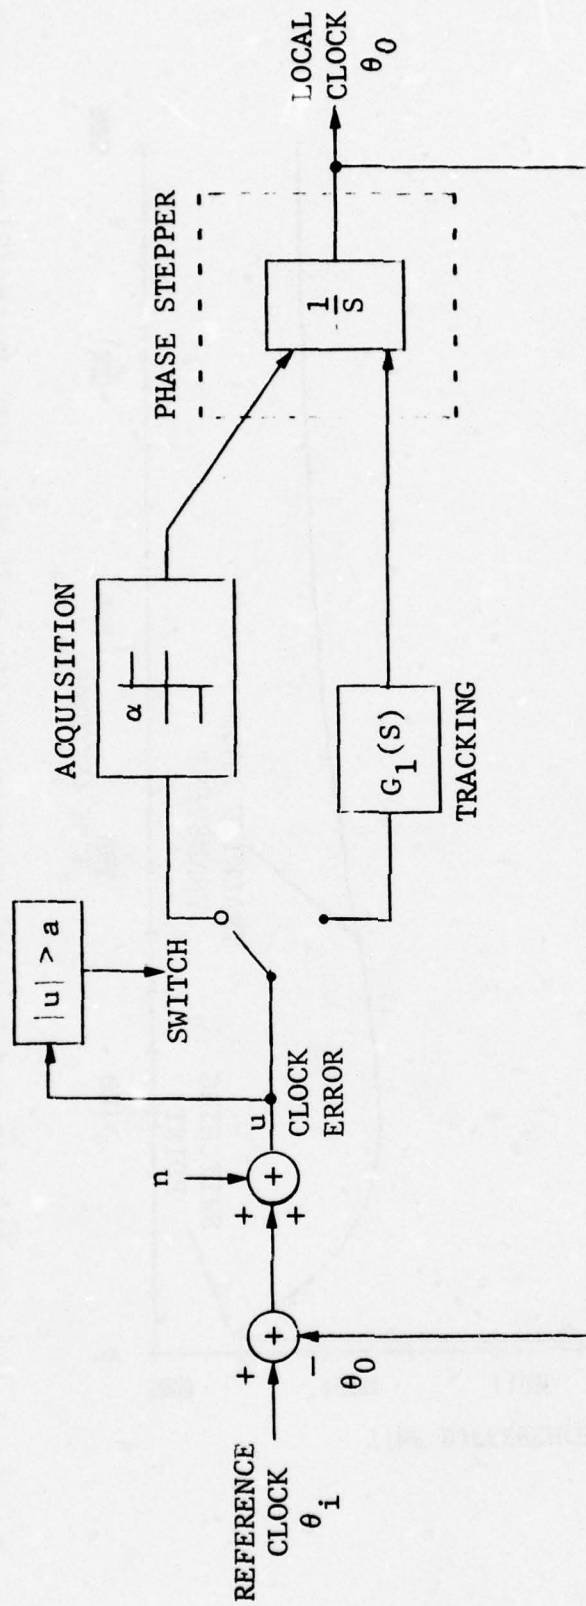 REFERENCE
CLOCK
θi
+
+
−
θ0
n
+
+
+
u
CLOCK
ERROR
|u| > a
SWITCH
ACQUISITION
α
G1(S)
TRACKING
PHASE STEPPER
1
S
LOCAL
CLOCK
θ0